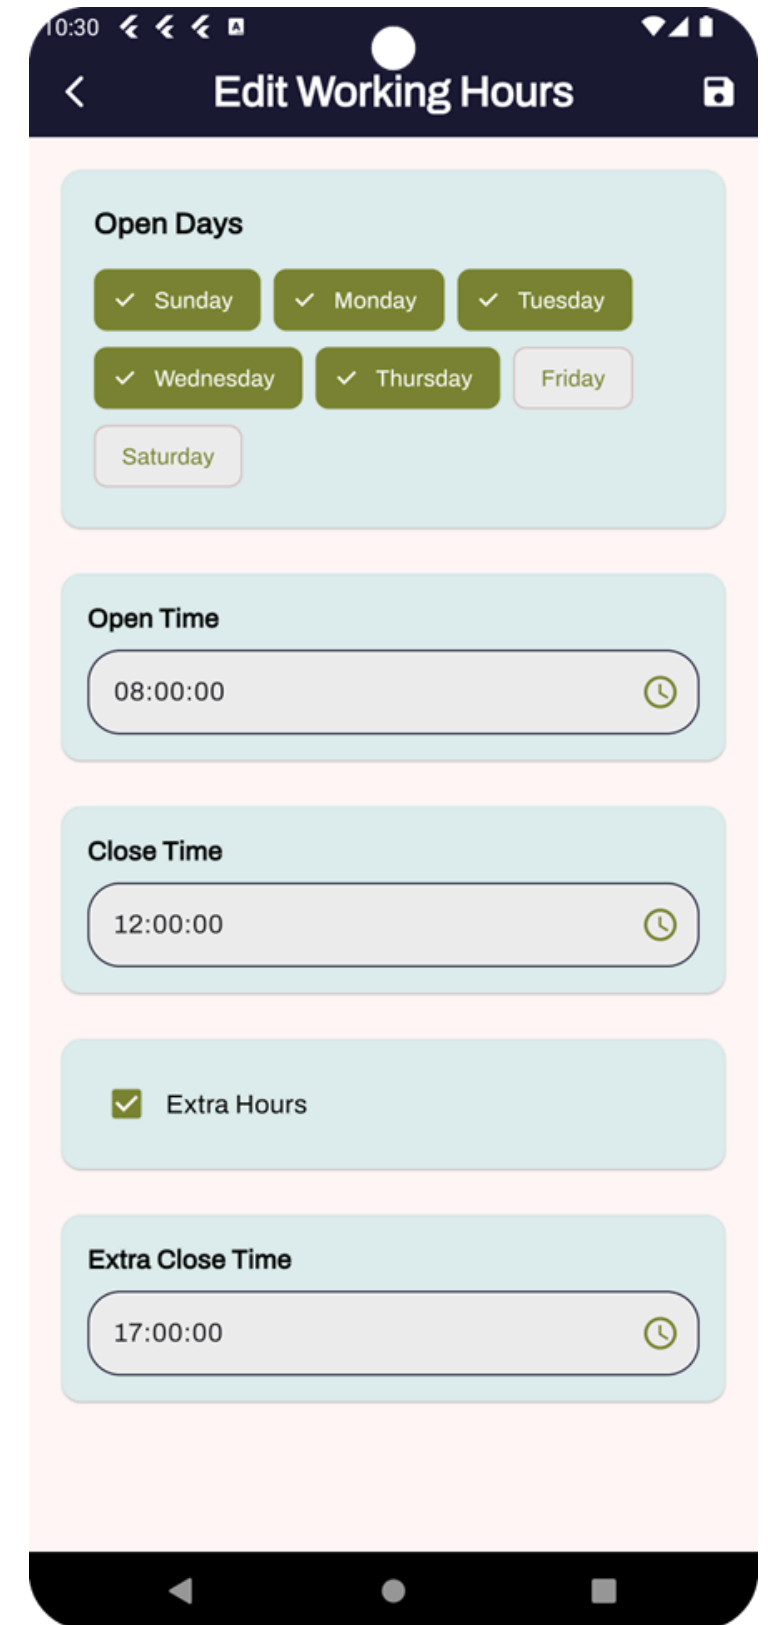 10:30
Edit Working Hours
Open Days
Sunday Monday Tuesday
Wednesday Thursday Friday
Saturday
Open Time
08:00:00
Close Time
12:00:00
Extra Hours
Extra Close Time
17:00:00